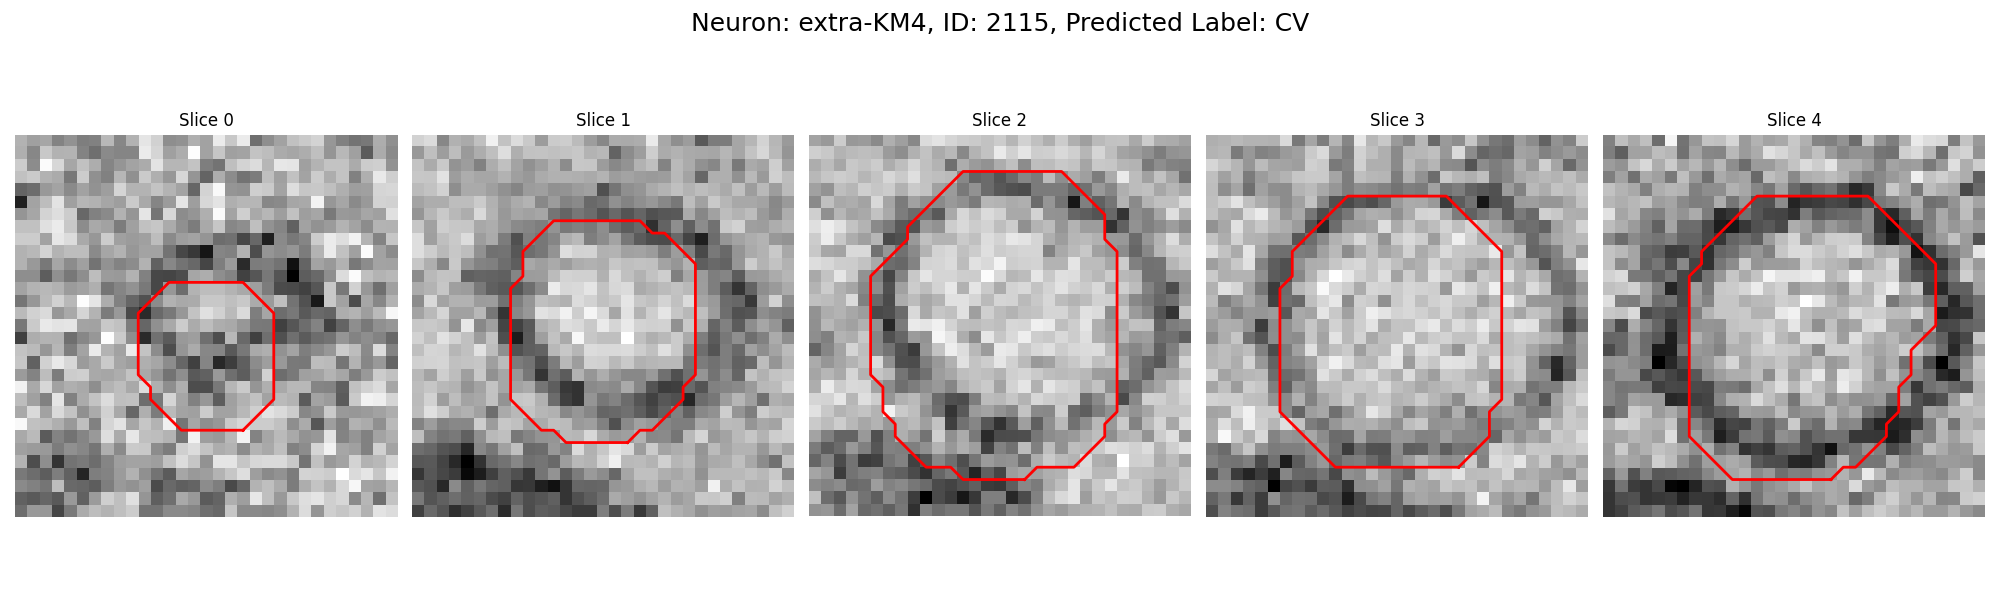 Neuron: extra-KM4, ID: 2115, Predicted Label: CV
Slice 0
Slice 1
Slice 2
Slice 3
Slice 4